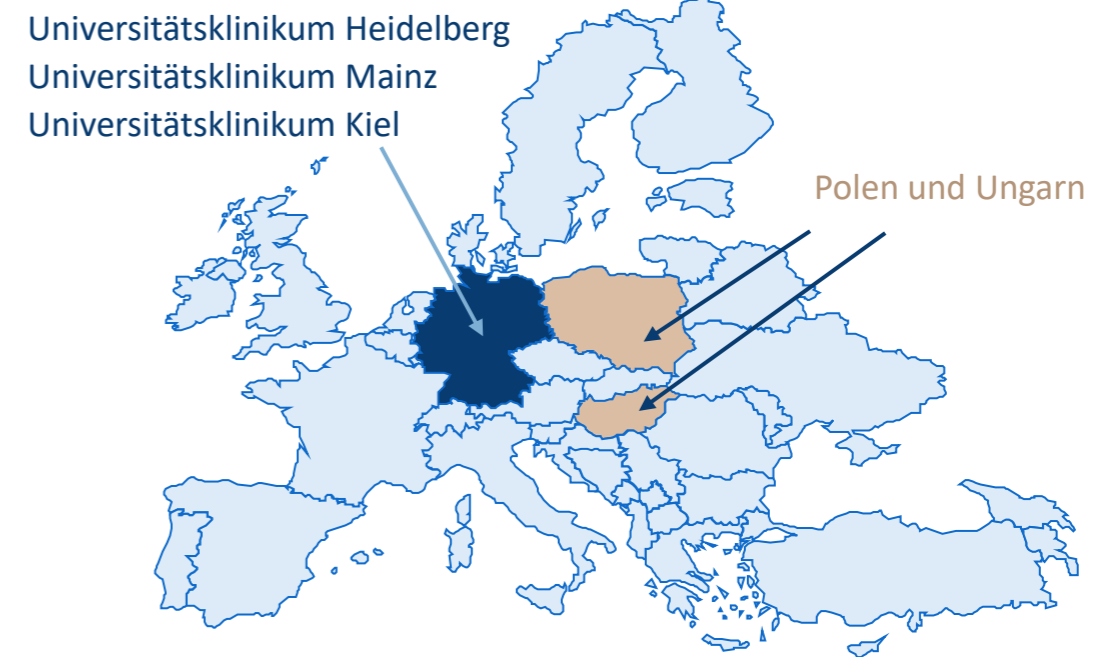 Universitätsklinikum Heidelberg
Universitätsklinikum Mainz
Universitätsklinikum Kiel
Polen und Ungarn